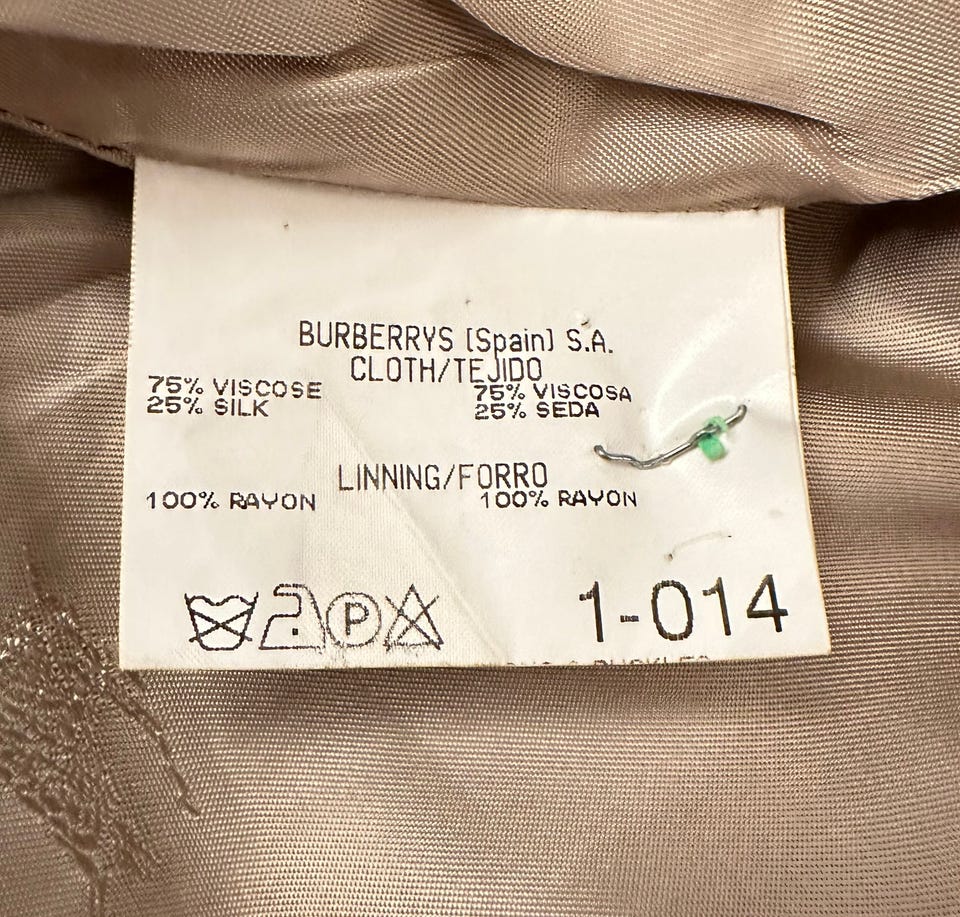 BURBERRYS (Spain) S.A.
CLOTH/TEJIDO
75% VISCOSE 75% VISCOSA
25% SILK 25% SEDA
LINNING/FORRO
100% RAYON 100% RAYON
P 1-014